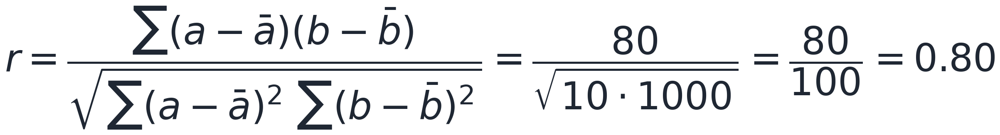 r = ∑(a − ā)(b − b̄) / √(∑(a − ā)² ∑(b − b̄)²) = 80 / √(10 · 1000) = 80 / 100 = 0.80